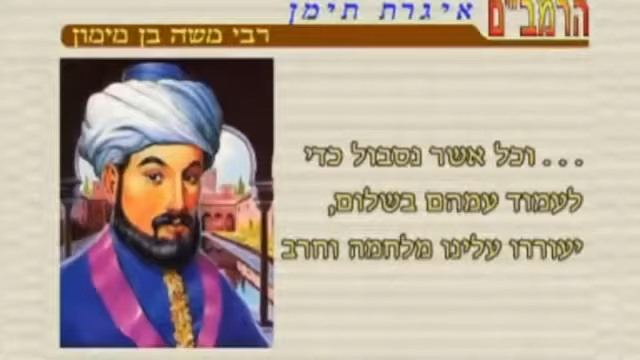 הרמב"ם
איגרת תימן
רבי משה בן מימון
... וכל אשר נסבול כדי
לעמוד עמהם בשלום,
יעוררו עלינו מלחמה וחרב